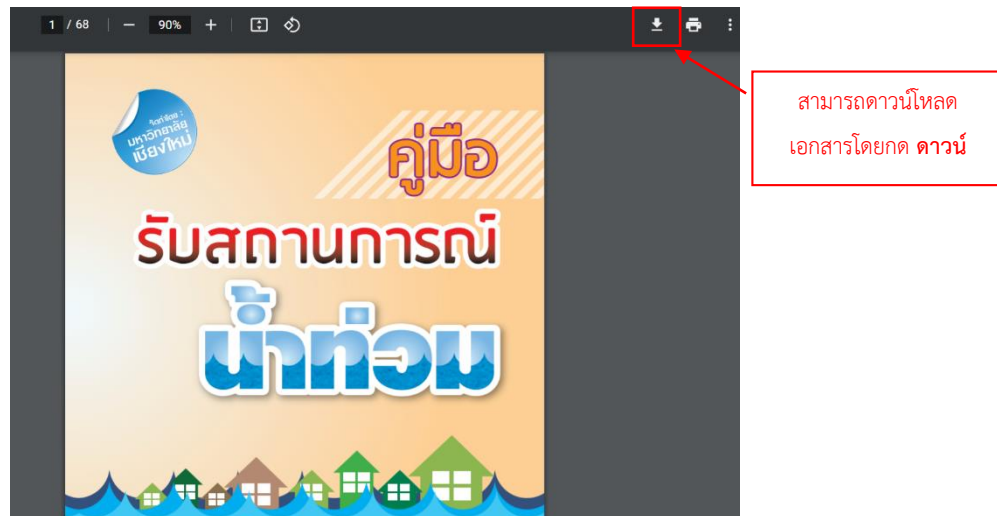 1 / 68 | — 90% + |
จัดทำโดย :
มหาวิทยาลัย
เชียงใหม่
คู่มือ
รับสถานการณ์
น้ำท่วม
สามารถดาวน์โหลด
เอกสารโดยกด ดาวน์